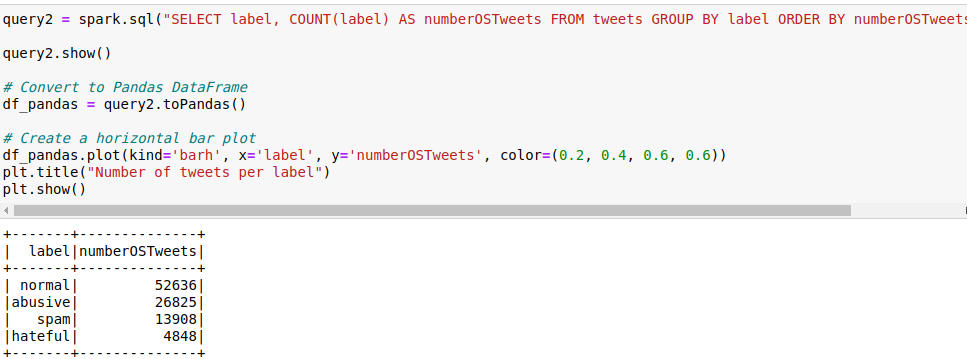 query2 = spark.sql("SELECT label, COUNT(label) AS numberOSTweets FROM tweets GROUP BY label ORDER BY numberOSTweets
query2.show()
# Convert to Pandas DataFrame
df_pandas = query2.toPandas()
# Create a horizontal bar plot
df_pandas.plot(kind='barh', x='label', y='numberOSTweets', color=(0.2, 0.4, 0.6, 0.6))
plt.title("Number of tweets per label")
plt.show()
+-------+--------------+
|  label|numberOSTweets|
+-------+--------------+
| normal|         52636|
|abusive|         26825|
|   spam|         13908|
|hateful|          4848|
+-------+--------------+